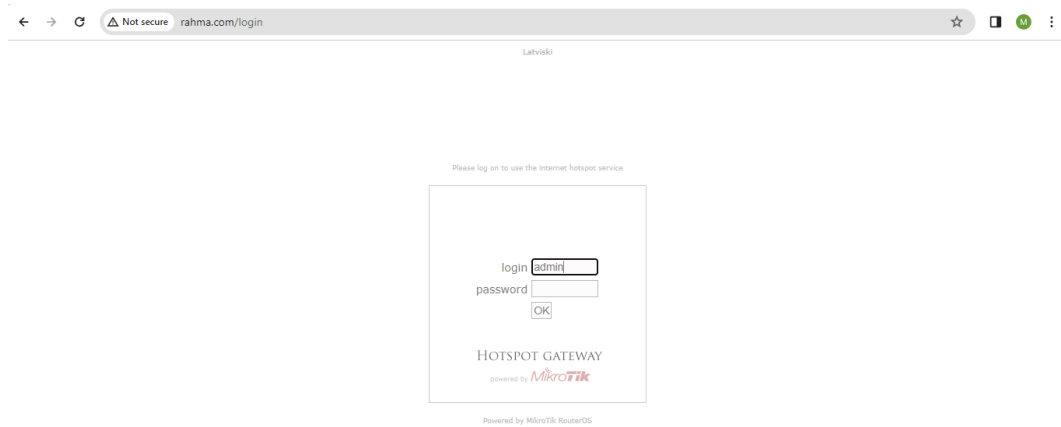 Not secure rahma.com/login M
Latviski
Please log on to use the internet hotspot service
login admin
password
OK
HOTSPOT GATEWAY
powered by MikroTik
Powered by MikroTik RouterOS